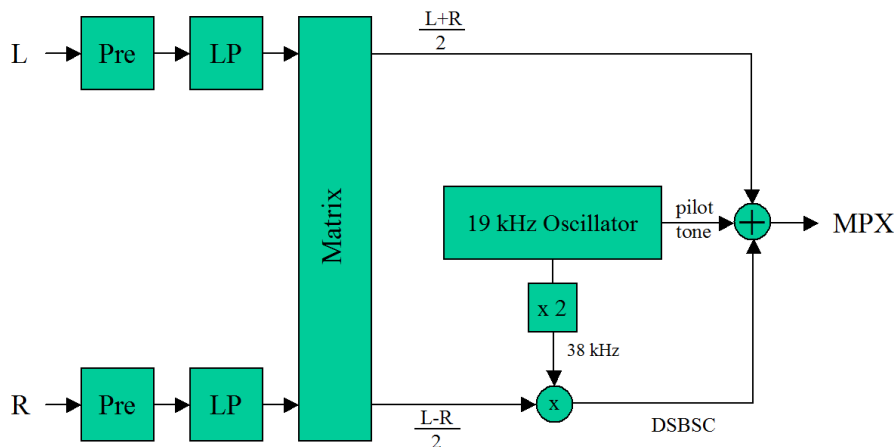 L+R
2
L
Pre
LP
Matrix
19 kHz Oscillator
pilot
tone
+
MPX
x 2
38 kHz
R
Pre
LP
L-R
2
x
DSBSC